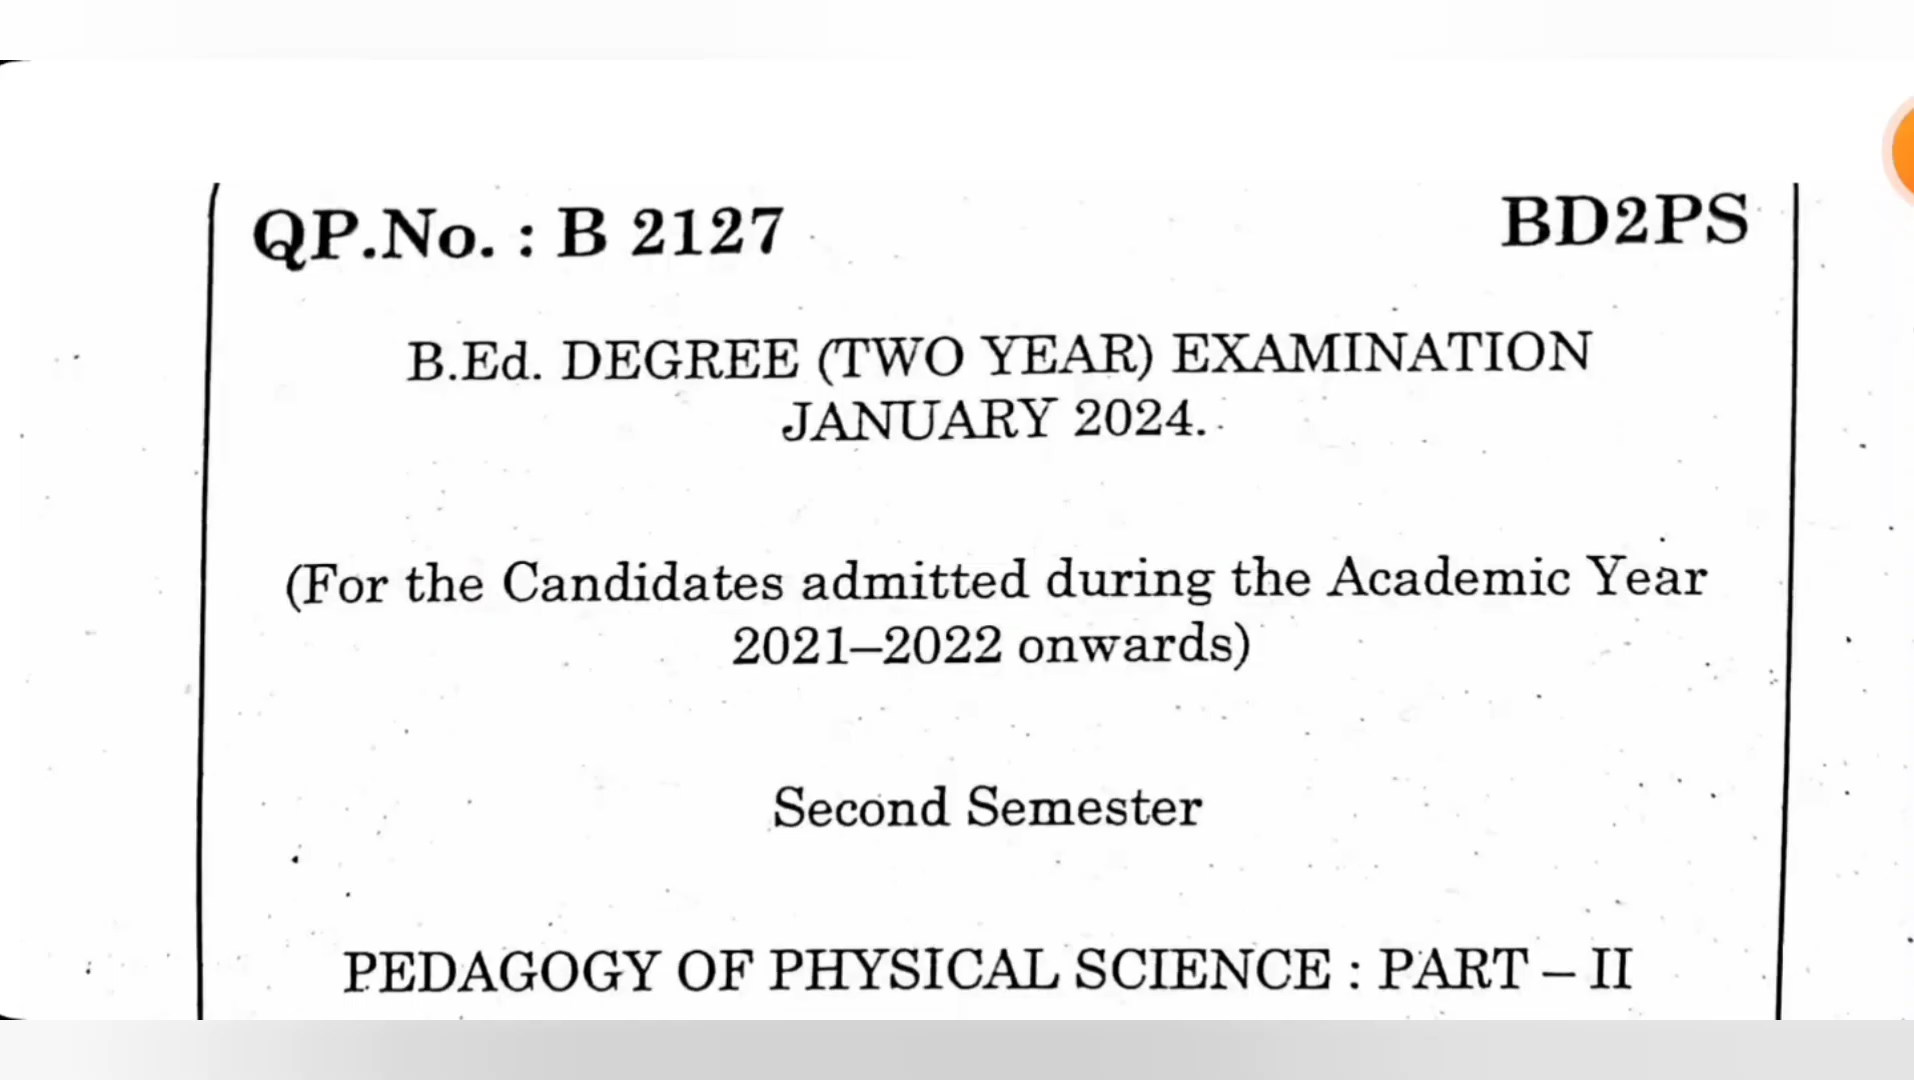 QP.No. : B 2127 BD2PS
B.Ed. DEGREE (TWO YEAR) EXAMINATION
JANUARY 2024.
(For the Candidates admitted during the Academic Year
2021–2022 onwards)
Second Semester
PEDAGOGY OF PHYSICAL SCIENCE : PART – II